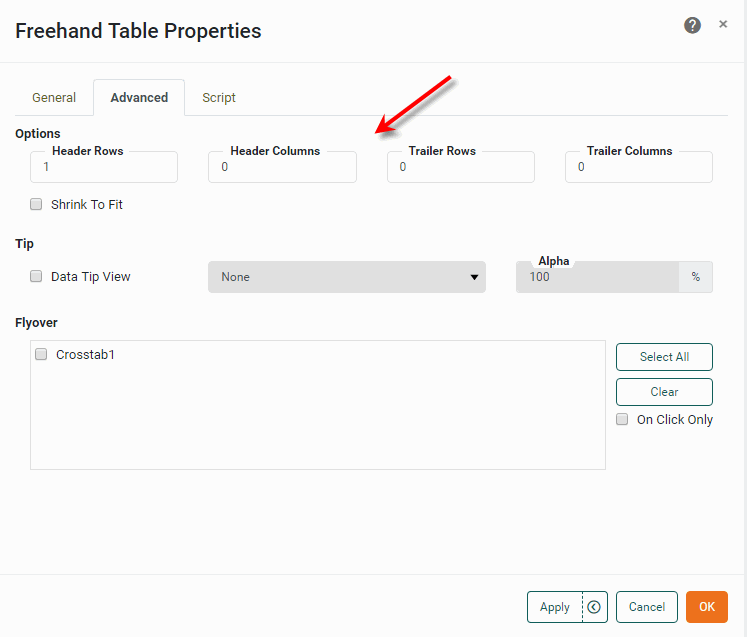 Freehand Table Properties
?
×
General Advanced Script
Options
Header Rows Header Columns Trailer Rows Trailer Columns
1 0 0 0
Shrink To Fit
Tip
Alpha
Data Tip View None 100 %
Flyover
Crosstab1
Select All
Clear
On Click Only
Apply Cancel OK